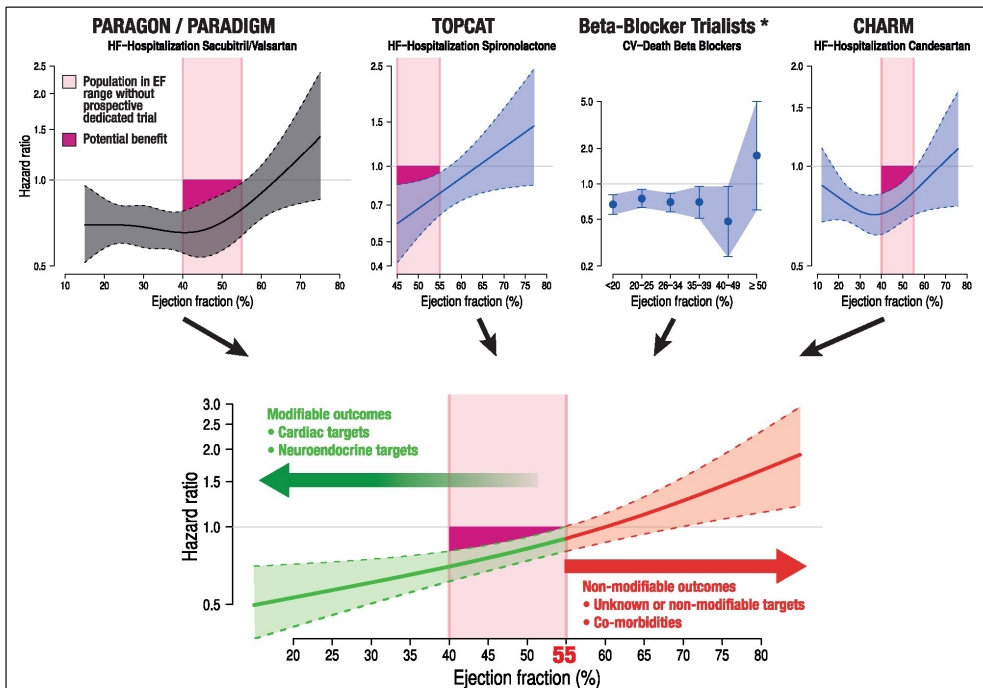 PARAGON / PARADIGM
HF-Hospitalization Sacubitril/Valsartan
Hazard ratio
2.5
2.0
1.5
1.0
0.5
Population in EF
range without
prospective
dedicated trial
Potential benefit
10 20 30 40 50 60 70 80
Ejection fraction (%)
TOPCAT
HF-Hospitalization Spironolactone
2.5
2.0
1.5
1.0
0.7
0.5
0.4
45 55 65 75 80
Ejection fraction (%)
Beta-Blocker Trialists *
CV-Death Beta Blockers
5.0
2.0
1.0
0.5
0.2
<20 20-25 26-34 35-39 40-49 ≥50
Ejection fraction (%)
CHARM
HF-Hospitalization Candesartan
2.0
1.5
1.0
0.5
10 20 30 40 50 60 70 80
Ejection fraction (%)
Hazard ratio
3.0
2.5
2.0
1.5
1.0
0.5
Modifiable outcomes
• Cardiac targets
• Neuroendocrine targets
Non-modifiable outcomes
• Unknown or non-modifiable targets
• Co-morbidities
20 30 35 40 45 50 55 60 65 70 75 80
Ejection fraction (%)